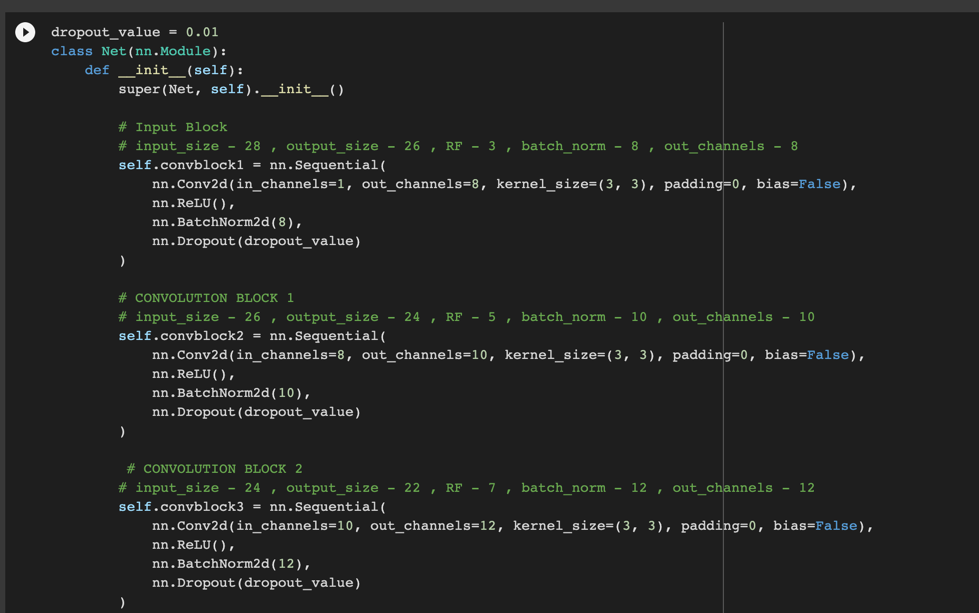 dropout_value = 0.01
class Net(nn.Module):
    def __init__(self):
        super(Net, self).__init__()

        # Input Block
        # input_size - 28 , output_size - 26 , RF - 3 , batch_norm - 8 , out_channels - 8
        self.convblock1 = nn.Sequential(
            nn.Conv2d(in_channels=1, out_channels=8, kernel_size=(3, 3), padding=0, bias=False),
            nn.ReLU(),
            nn.BatchNorm2d(8),
            nn.Dropout(dropout_value)
        )

        # CONVOLUTION BLOCK 1
        # input_size - 26 , output_size - 24 , RF - 5 , batch_norm - 10 , out_channels - 10
        self.convblock2 = nn.Sequential(
            nn.Conv2d(in_channels=8, out_channels=10, kernel_size=(3, 3), padding=0, bias=False),
            nn.ReLU(),
            nn.BatchNorm2d(10),
            nn.Dropout(dropout_value)
        )

         # CONVOLUTION BLOCK 2
        # input_size - 24 , output_size - 22 , RF - 7 , batch_norm - 12 , out_channels - 12
        self.convblock3 = nn.Sequential(
            nn.Conv2d(in_channels=10, out_channels=12, kernel_size=(3, 3), padding=0, bias=False),
            nn.ReLU(),
            nn.BatchNorm2d(12),
            nn.Dropout(dropout_value)
        )